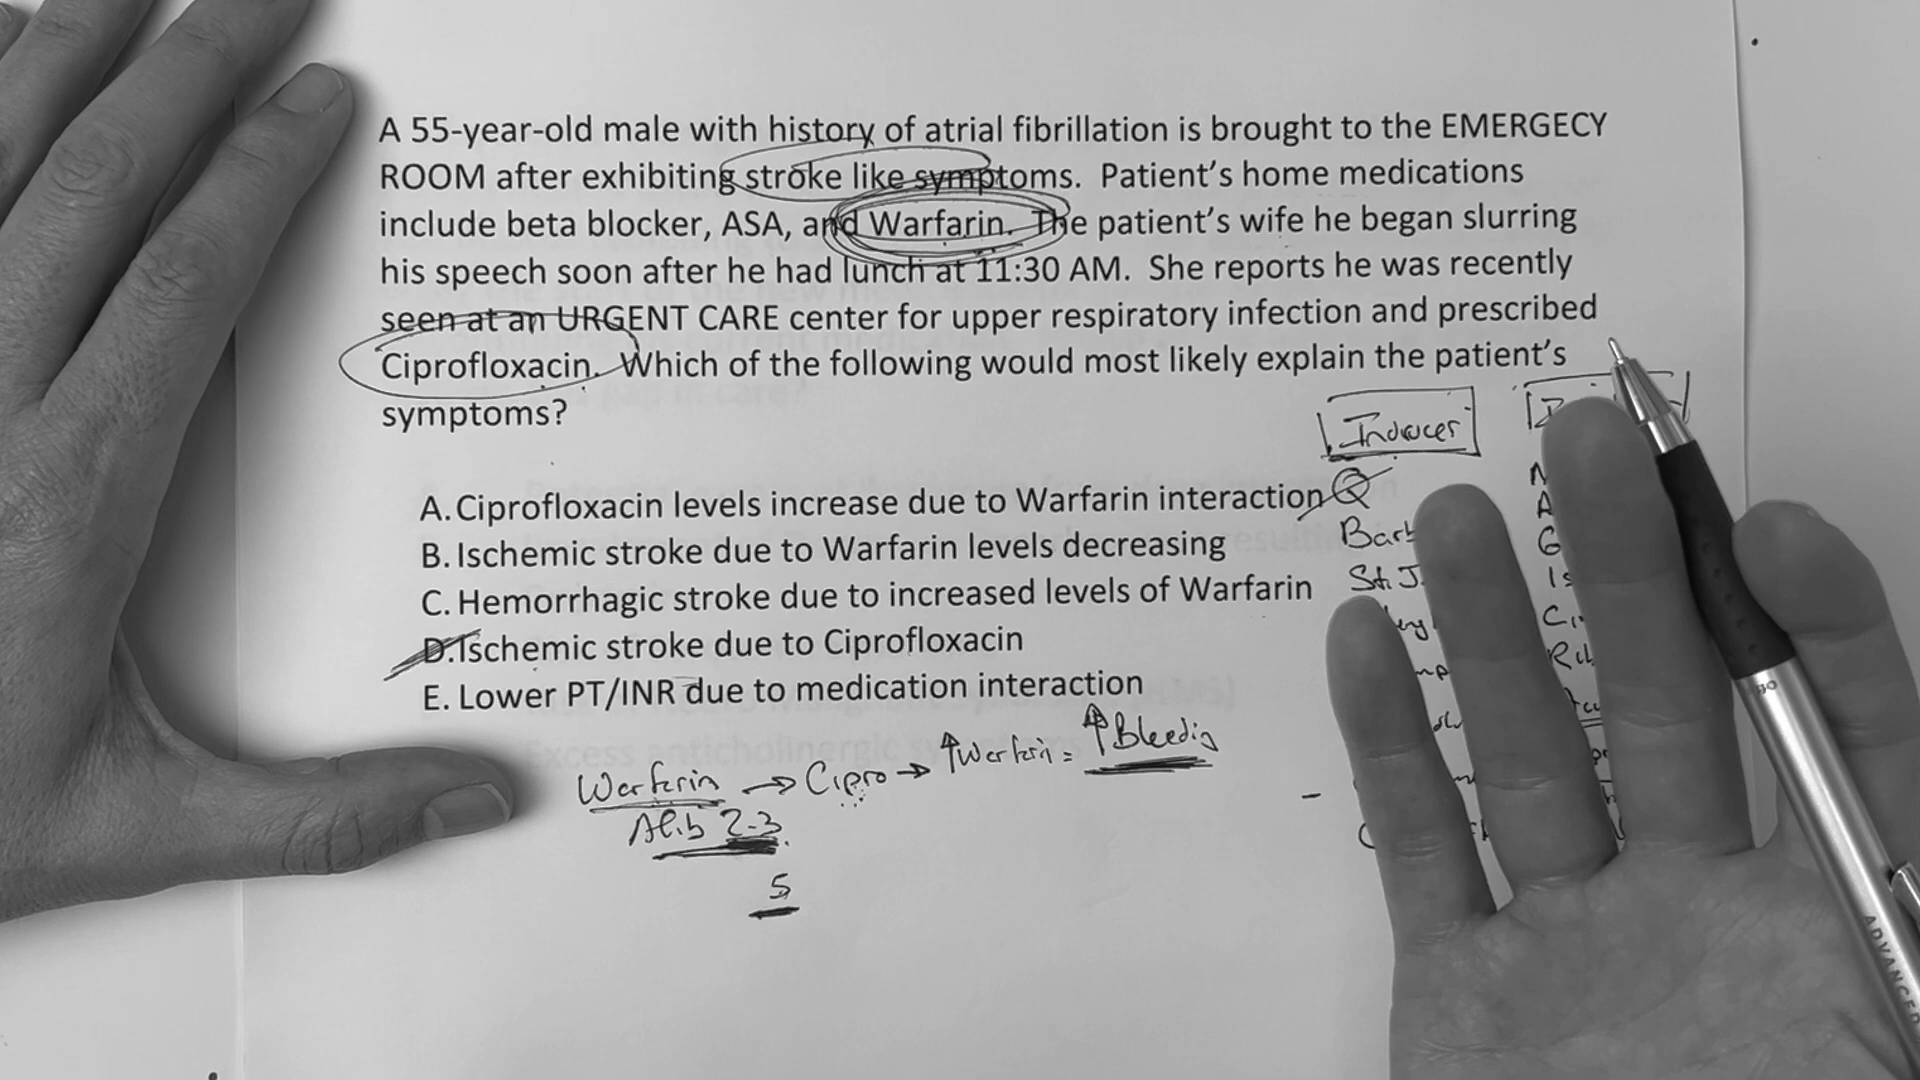 A 55-year-old male with history of atrial fibrillation is brought to the EMERGECY
ROOM after exhibiting stroke like symptoms. Patient's home medications
include beta blocker, ASA, and Warfarin. The patient's wife he began slurring
his speech soon after he had lunch at 11:30 AM. She reports he was recently
seen at an URGENT CARE center for upper respiratory infection and prescribed
Ciprofloxacin. Which of the following would most likely explain the patient's
symptoms?
A. Ciprofloxacin levels increase due to Warfarin interaction
B. Ischemic stroke due to Warfarin levels decreasing
C. Hemorrhagic stroke due to increased levels of Warfarin
D. Ischemic stroke due to Ciprofloxacin
E. Lower PT/INR due to medication interaction
Warfarin → Cipro → ↑Warfarin = ↑Bleeding
Afib 2-3
5
Inducer
Q
Barb
St. J
ADVANCED